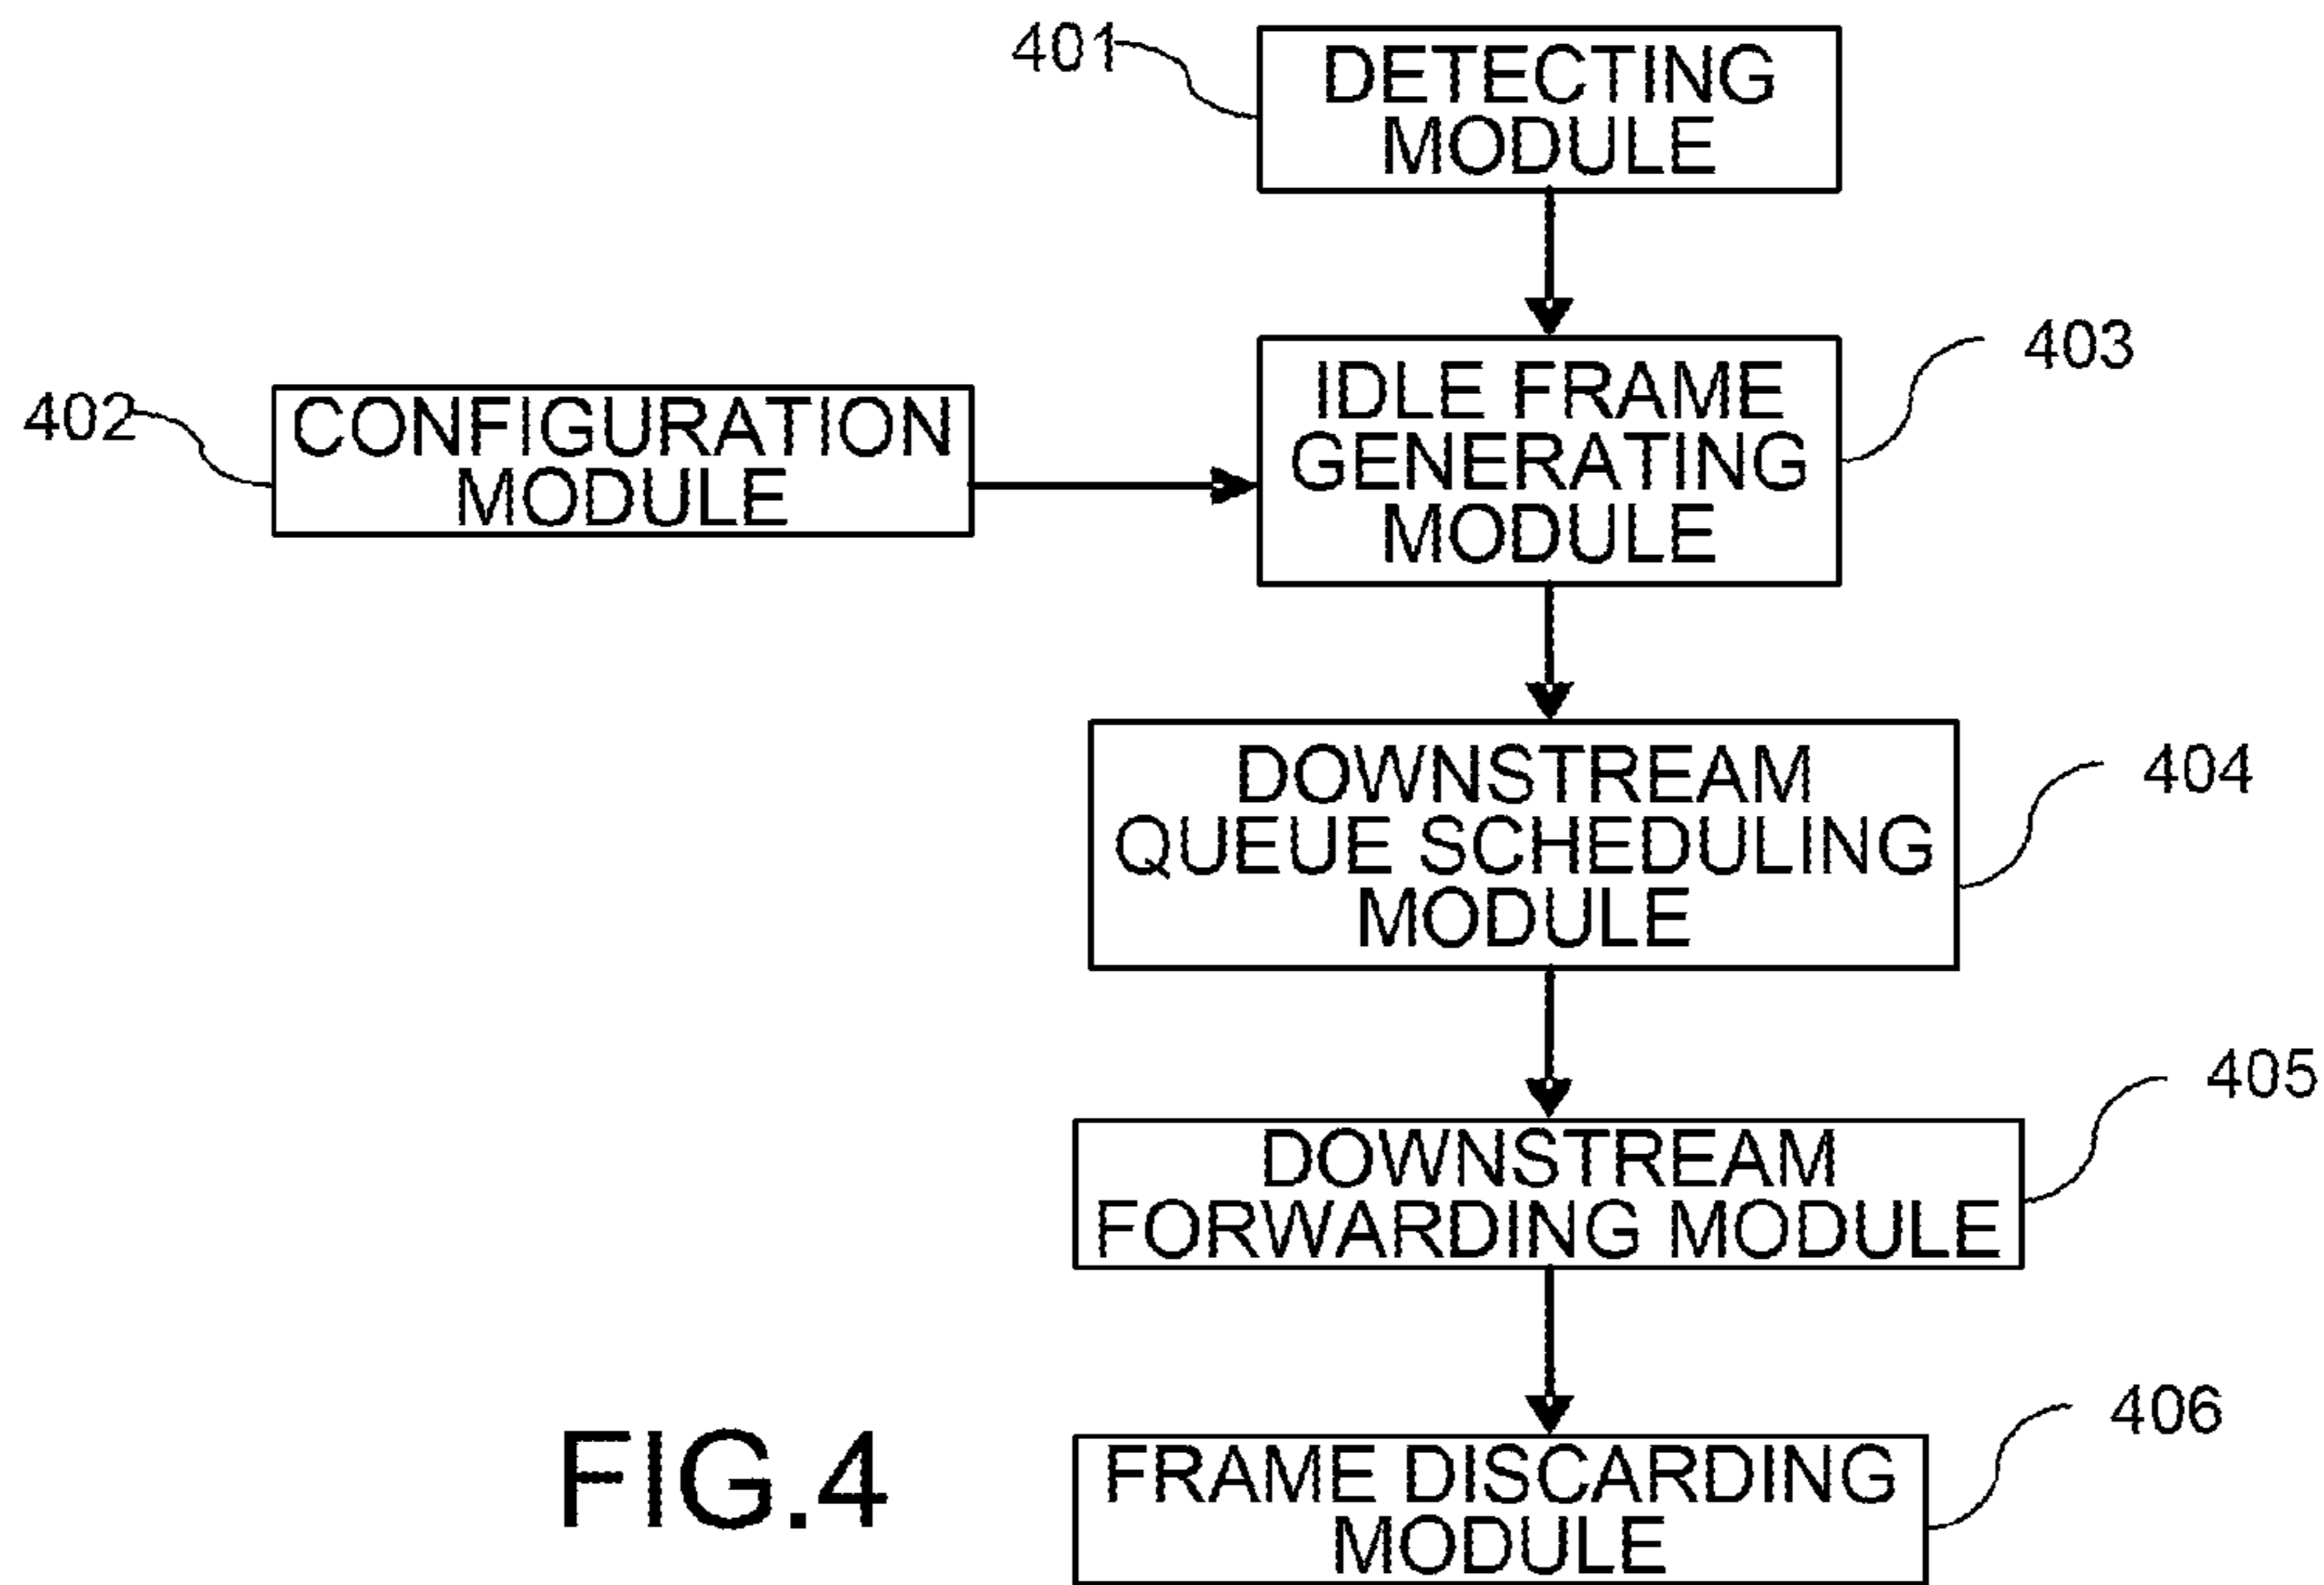 401
DETECTING
MODULE
402
CONFIGURATION
MODULE
IDLE FRAME
GENERATING
MODULE
403
DOWNSTREAM
QUEUE SCHEDULING
MODULE
404
DOWNSTREAM
FORWARDING MODULE
405
FRAME DISCARDING
MODULE
406
FIG.4